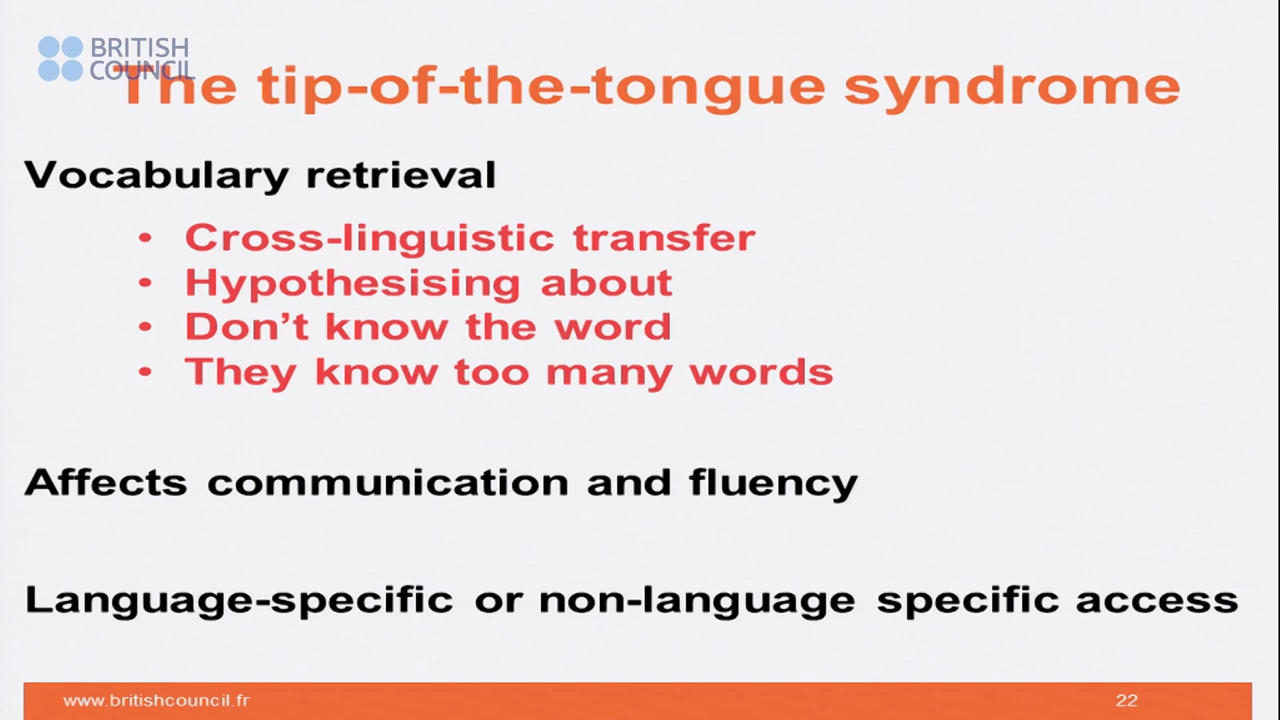 BRITISH
COUNCIL
The tip-of-the-tongue syndrome
Vocabulary retrieval
• Cross-linguistic transfer
• Hypothesising about
• Don’t know the word
• They know too many words
Affects communication and fluency
Language-specific or non-language specific access
www.britishcouncil.fr
22